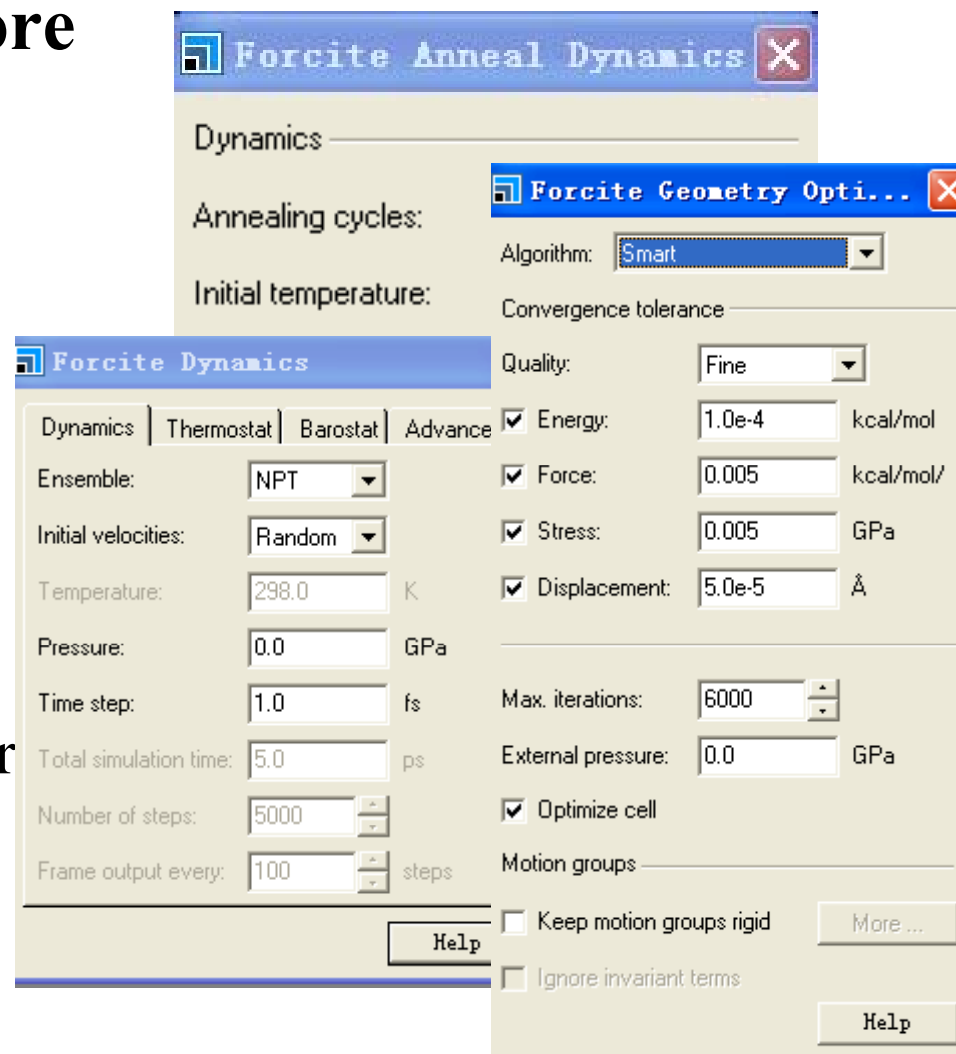 ore
Forcite Anneal Dynamics
Dynamics
Annealing cycles:
Initial temperature:
Forcite Dynamics
Dynamics Thermostat Barostat Advance
Ensemble: NPT
Initial velocities: Random
Temperature: 298.0 K
Pressure: 0.0 GPa
Time step: 1.0 fs
r
Total simulation time: 5.0 ps
Number of steps: 5000
Frame output every: 100 steps
Help
Forcite Geometry Opti...
Algorithm: Smart
Convergence tolerance
Quality: Fine
Energy: 1.0e-4 kcal/mol
Force: 0.005 kcal/mol/
Stress: 0.005 GPa
Displacement: 5.0e-5 Å
Max. iterations: 6000
External pressure: 0.0 GPa
Optimize cell
Motion groups
Keep motion groups rigid More ...
Ignore invariant terms
Help